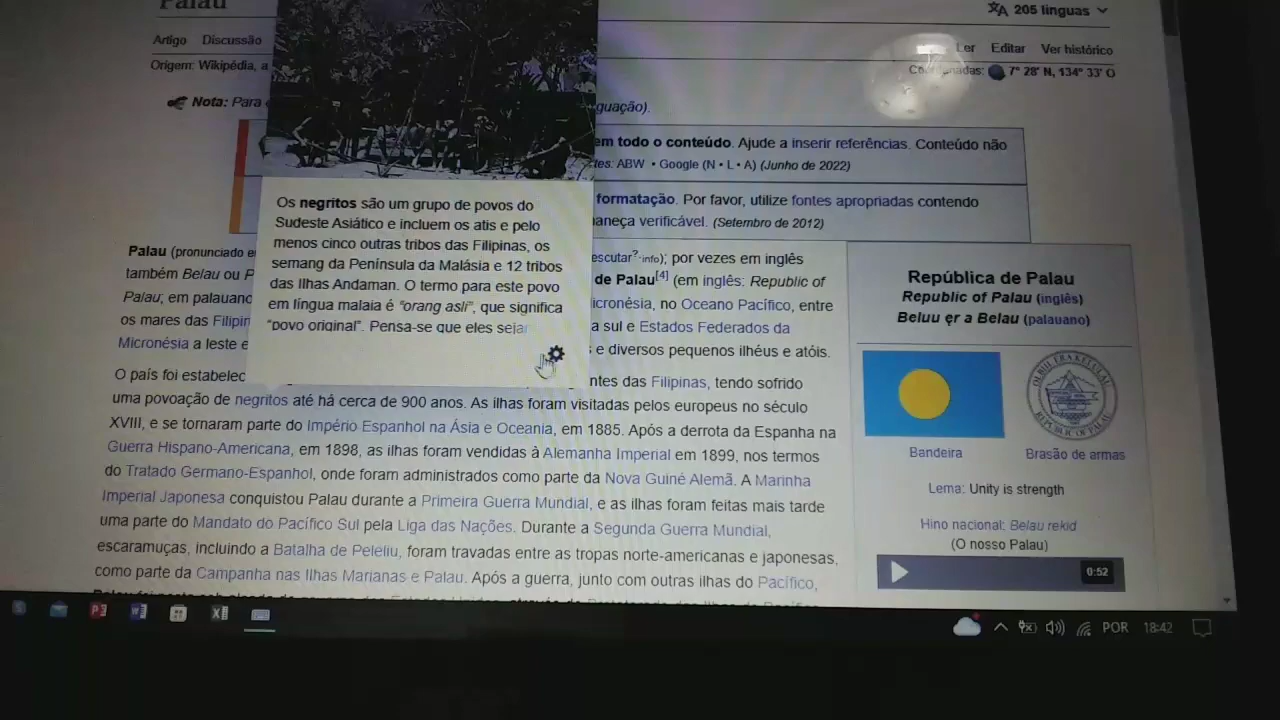 Palau
205 línguas
Artigo Discussão
Ler Editar Ver histórico
Origem: Wikipédia, a
7° 28' N, 134° 33' O
Nota: Para
guação).
em todo o conteúdo. Ajude a inserir referências. Conteúdo não
tes: ABW • Google (N • L • A) (Junho de 2022)
formatação. Por favor, utilize fontes apropriadas contendo
aneça verificável. (Setembro de 2012)
Os negritos são um grupo de povos do
Sudeste Asiático e incluem os atis e pelo
menos cinco outras tribos das Filipinas, os
semang da Península da Malásia e 12 tribos
das Ilhas Andaman. O termo para este povo
em língua malaia é "orang asli", que significa
"povo original". Pensa-se que eles sejar
Palau (pronunciado e
escutar?·info); por vezes em inglês
também Belau ou P
de Palau[4] (em inglês: Republic of
Palau; em palauano
icronésia, no Oceano Pacífico, entre
os mares das Filipin
a sul e Estados Federados da
Micronésia a leste e
s e diversos pequenos ilhéus e atóis.
O país foi estabelec
ntes das Filipinas, tendo sofrido
uma povoação de negritos até há cerca de 900 anos. As ilhas foram visitadas pelos europeus no século
XVIII, e se tornaram parte do Império Espanhol na Ásia e Oceania, em 1885. Após a derrota da Espanha na
Guerra Hispano-Americana, em 1898, as ilhas foram vendidas à Alemanha Imperial em 1899, nos termos
do Tratado Germano-Espanhol, onde foram administrados como parte da Nova Guiné Alemã. A Marinha
Imperial Japonesa conquistou Palau durante a Primeira Guerra Mundial, e as ilhas foram feitas mais tarde
uma parte do Mandato do Pacífico Sul pela Liga das Nações. Durante a Segunda Guerra Mundial,
escaramuças, incluindo a Batalha de Peleliu, foram travadas entre as tropas norte-americanas e japonesas,
como parte da Campanha nas Ilhas Marianas e Palau. Após a guerra, junto com outras ilhas do Pacífico,
República de Palau
Republic of Palau (inglês)
Beluu ęr a Belau (palauano)
Bandeira
Brasão de armas
Lema: Unity is strength
Hino nacional: Belau rekid
(O nosso Palau)
0:52
POR 18:42